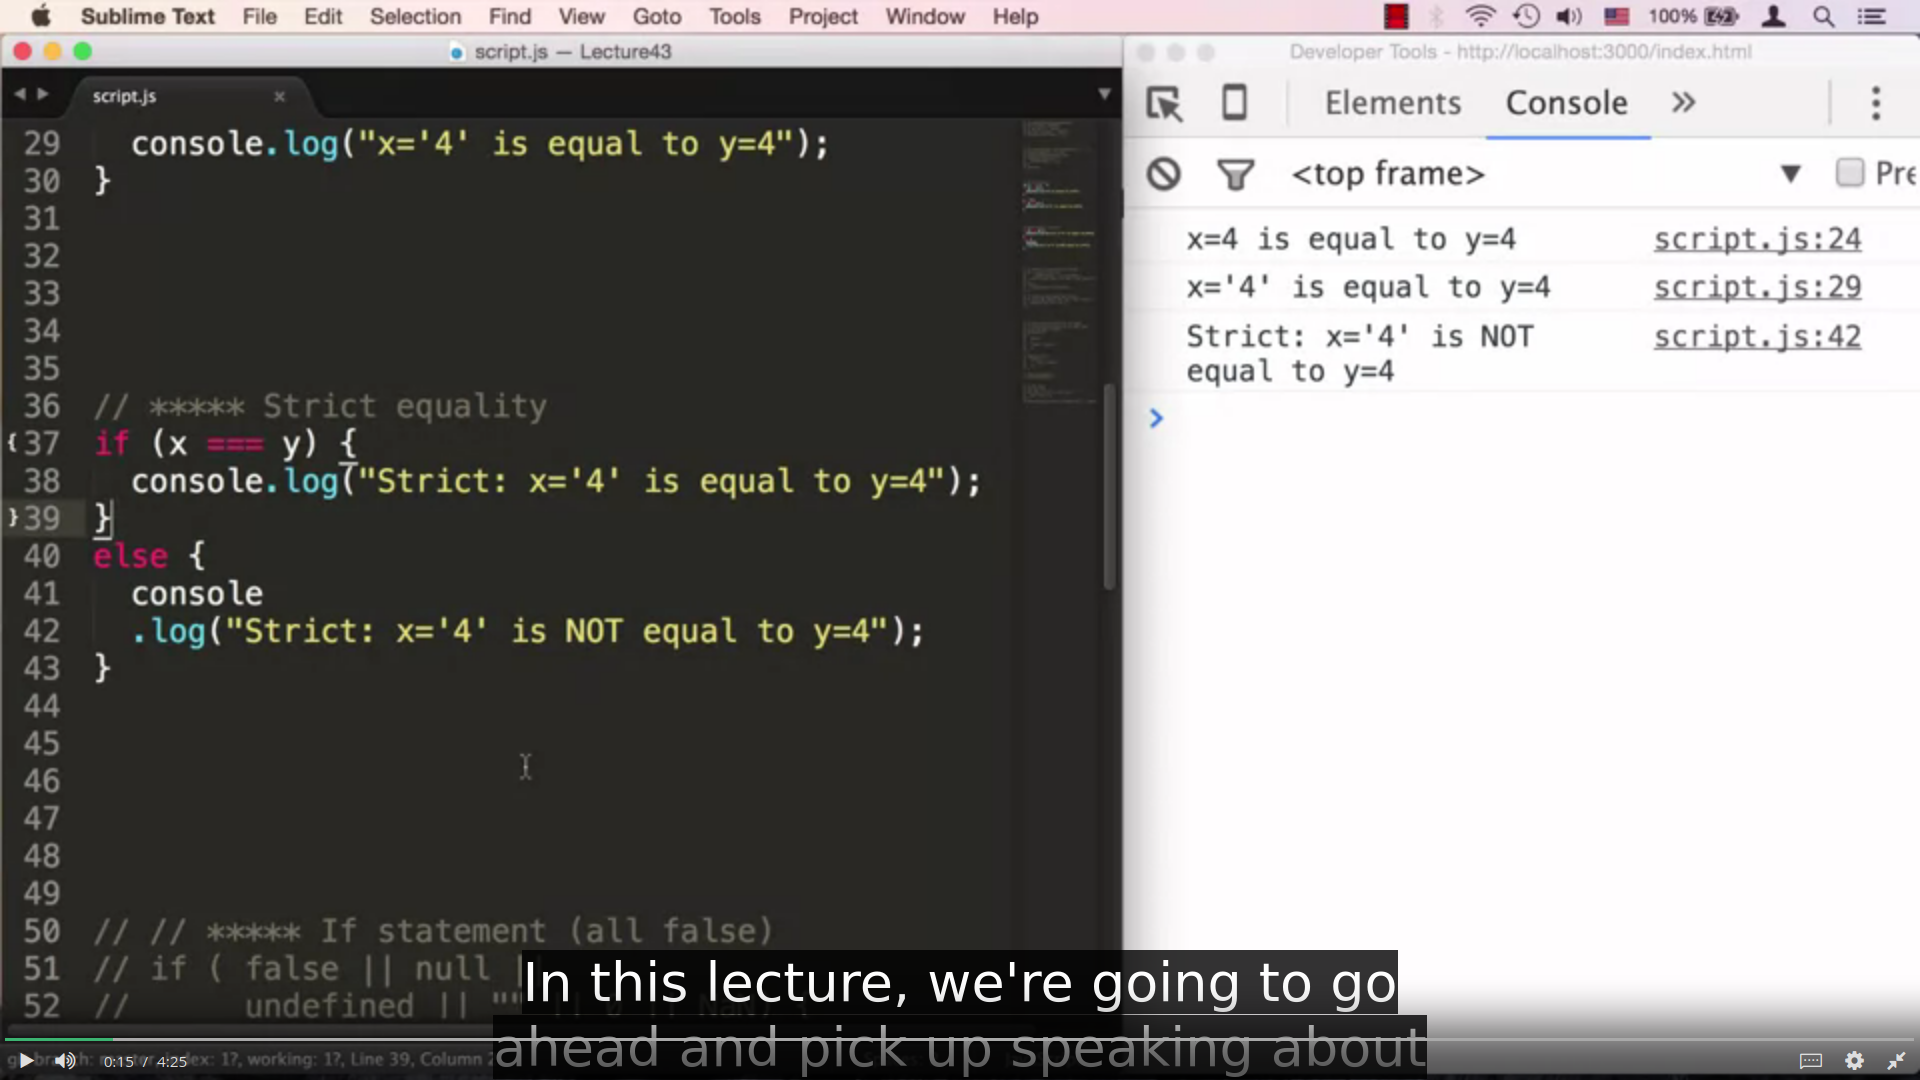 Sublime Text File Edit Selection Find View Goto Tools Project Window Help 100%
script.js — Lecture43
script.js
29 console.log("x='4' is equal to y=4");
30 }
31
32
33
34
35
36 // ***** Strict equality
{37 if (x === y) {
38 console.log("Strict: x='4' is equal to y=4");
}39 }
40 else {
41 console
42 .log("Strict: x='4' is NOT equal to y=4");
43 }
44
45
46
47
48
49
50 // // ***** If statement (all false)
51 // if ( false || null
52 // undefined || ""
Developer Tools - http://localhost:3000/index.html
Elements Console »
<top frame> Pre
x=4 is equal to y=4 script.js:24
x='4' is equal to y=4 script.js:29
Strict: x='4' is NOT script.js:42
equal to y=4
In this lecture, we're going to go
ahead and pick up speaking about
0:15 / 4:25
working: 1?, Line 39, Column